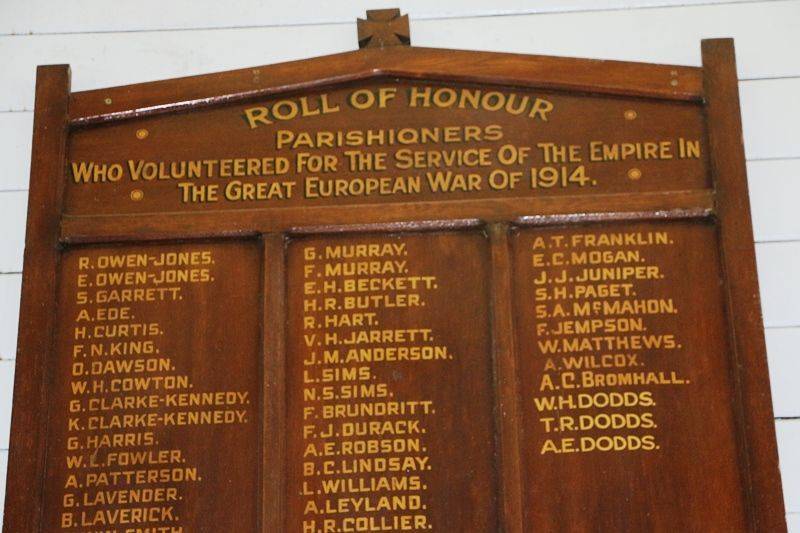 ROLL OF HONOUR
PARISHIONERS
WHO VOLUNTEERED FOR THE SERVICE OF THE EMPIRE IN
THE GREAT EUROPEAN WAR OF 1914.
R. OWEN-JONES.
E. OWEN-JONES.
S. GARRETT.
A. EDE.
H. CURTIS.
F. N. KING.
O. DAWSON.
W. H. COWTON.
G. CLARKE-KENNEDY.
K. CLARKE-KENNEDY.
G. HARRIS.
W. L. FOWLER.
A. PATTERSON.
G. LAVENDER.
B. LAVERICK.
SMITH
G. MURRAY.
F. MURRAY.
E. H. BECKETT.
H. R. BUTLER.
R. HART.
V. H. JARRETT.
J. M. ANDERSON.
L. SIMS.
N. S. SIMS.
F. BRUNDRITT.
F. J. DURACK.
A. E. ROBSON.
B. C. LINDSAY.
L. WILLIAMS.
A. LEYLAND.
H. R. COLLIER.
A. T. FRANKLIN.
E. C. MOGAN.
J. J. JUNIPER.
S. H. PAGET.
S. A. McMAHON.
F. JEMPSON.
W. MATTHEWS.
A. WILCOX.
A. C. BROMHALL.
W. H. DODDS.
T. R. DODDS.
A. E. DODDS.